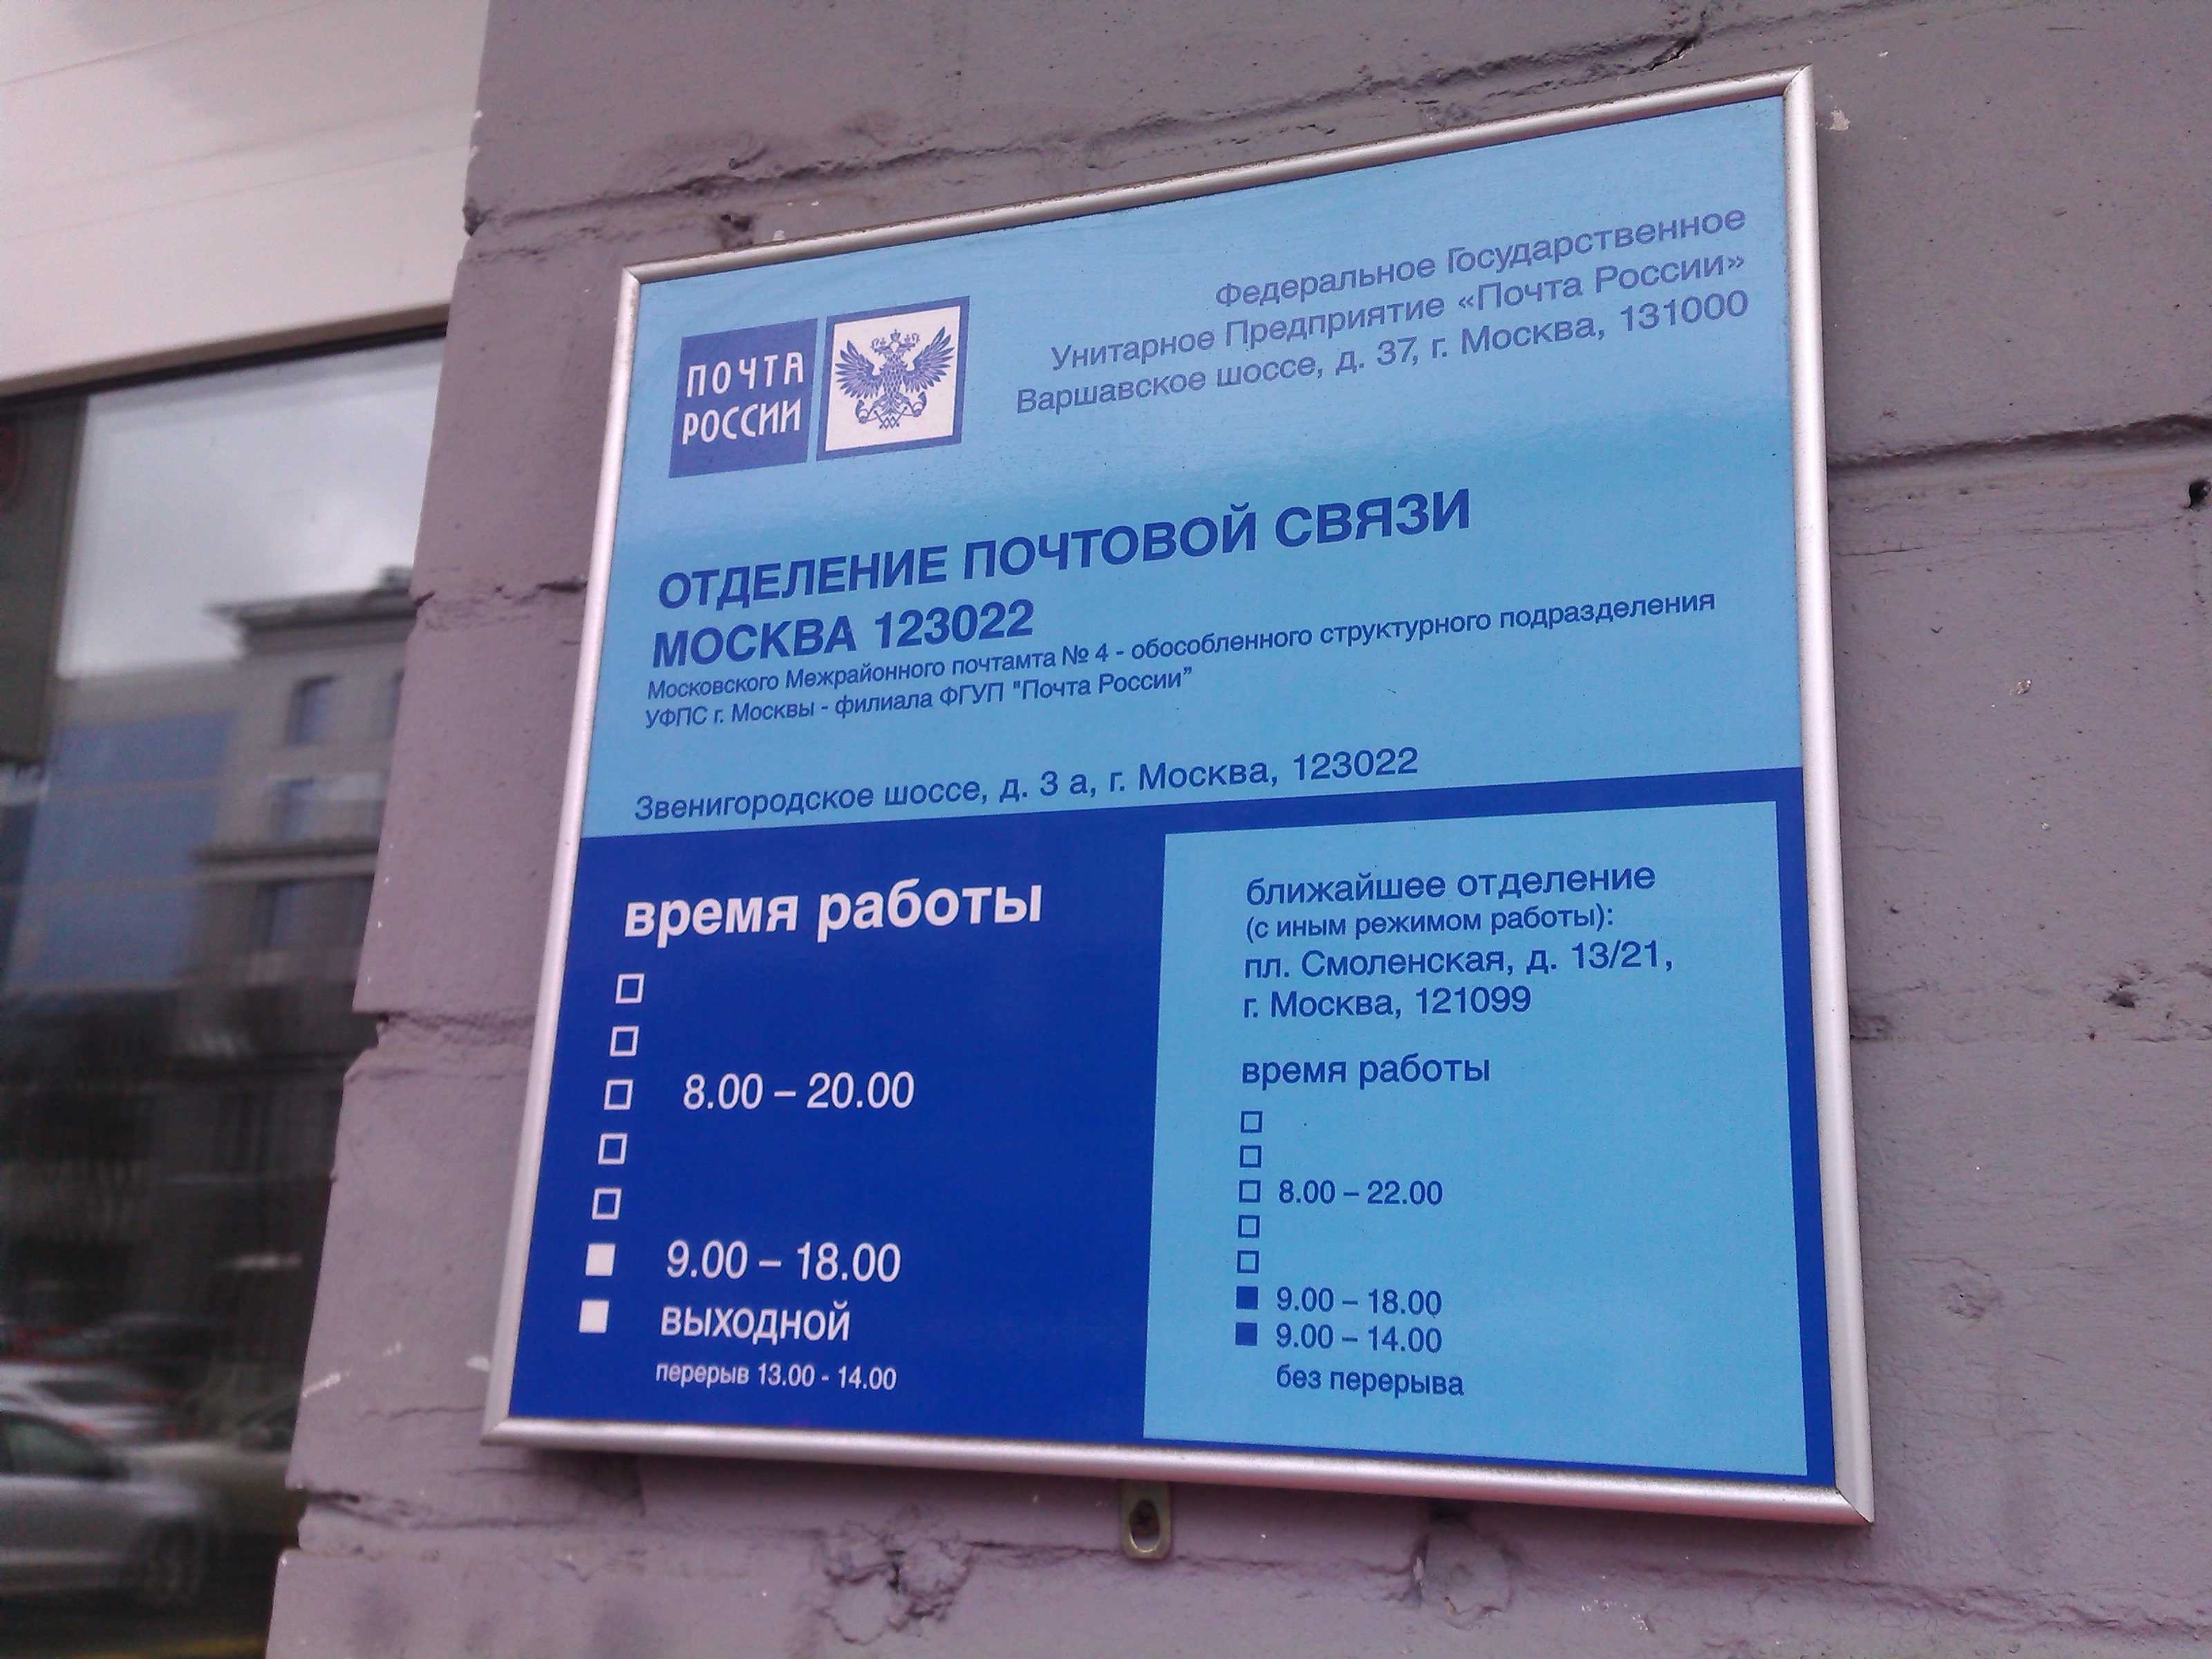 ПОЧТА
РОССИИ
Федеральное Государственное
Унитарное Предприятие «Почта России»
Варшавское шоссе, д. 37, г. Москва, 131000
ОТДЕЛЕНИЕ ПОЧТОВОЙ СВЯЗИ
МОСКВА 123022
Московского Межрайонного почтамта № 4 - обособленного структурного подразделения
УФПС г. Москвы - филиала ФГУП "Почта России”
Звенигородское шоссе, д. 3 а, г. Москва, 123022
время работы
8.00 – 20.00
9.00 – 18.00
выходной
перерыв 13.00 - 14.00
ближайшее отделение
(с иным режимом работы):
пл. Смоленская, д. 13/21,
г. Москва, 121099
время работы
8.00 – 22.00
9.00 – 18.00
9.00 – 14.00
без перерыва